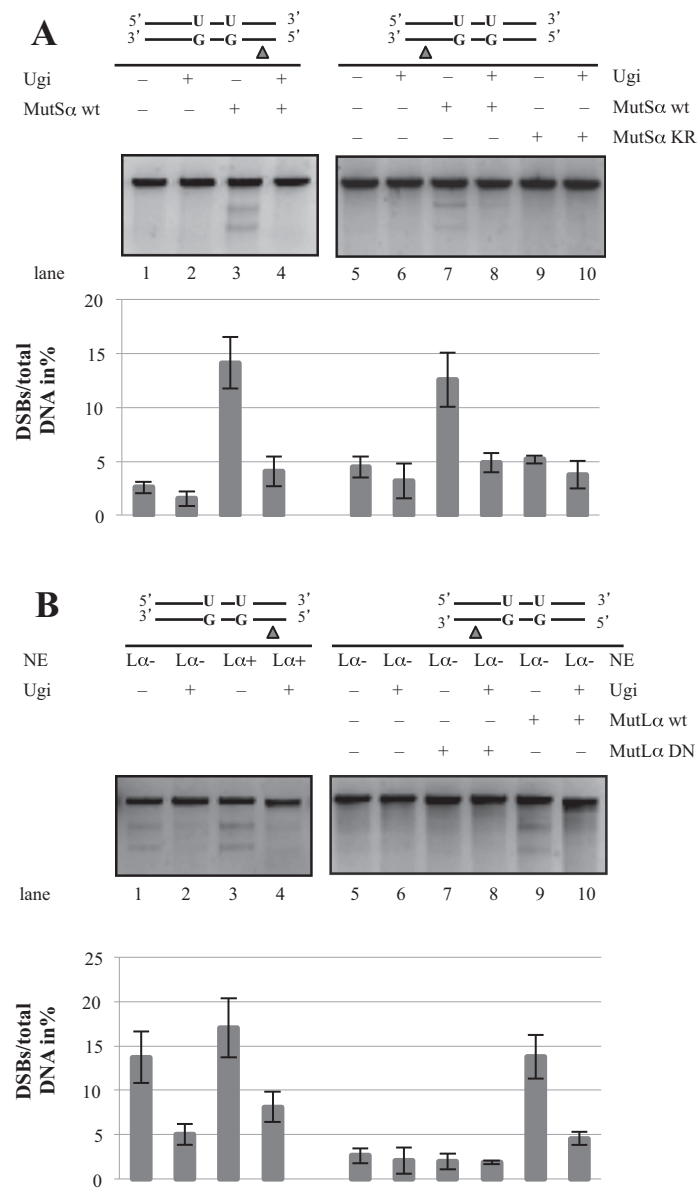 A
5’ U U 3’ 5’ U U 3’
3’ G G 5’ 3’ G G 5’
Ugi – + – + – + – + – + Ugi
MutSα wt – – + + – – + + – – MutSα wt
– – – – + + MutSα KR
lane 1 2 3 4 5 6 7 8 9 10
20
15
10
5
0
DSBs/total
DNA in%
B
5’ U U 3’ 5’ U U 3’
3’ G G 5’ 3’ G G 5’
NE Lα- Lα- Lα+ Lα+ Lα- Lα- Lα- Lα- Lα- Lα- NE
Ugi – + – + – + – + – + Ugi
– – – – + + MutLα wt
– – + + – – MutLα DN
lane 1 2 3 4 5 6 7 8 9 10
25
20
15
10
5
0
DSBs/total
DNA in%